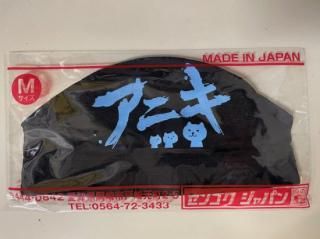 MADE IN JAPAN
M
サイズ
アニキ
TEL:0564-72-3433
センゴク ジャパン